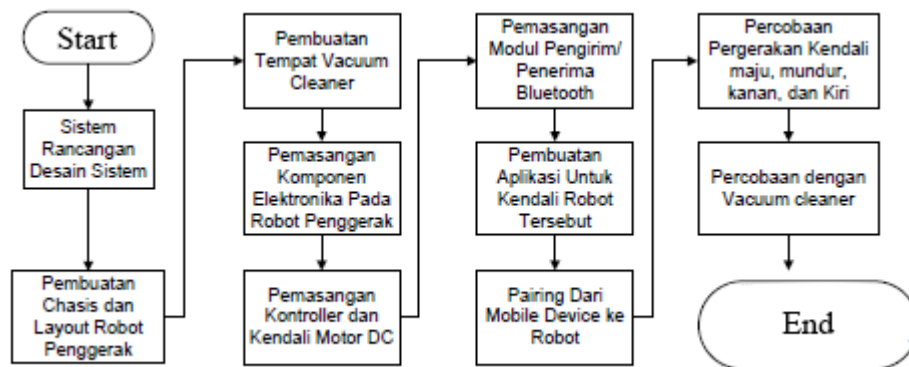 Start
Sistem
Rancangan
Desain Sistem
Pembuatan
Chasis dan
Layout Robot
Penggerak
Pembuatan
Tempat Vacuum
Cleaner
Pemasangan
Komponen
Elektronika Pada
Robot Penggerak
Pemasangan
Kontroller dan
Kendali Motor DC
Pemasangan
Modul Pengirim/
Penerima
Bluetooth
Pembuatan
Aplikasi Untuk
Kendali Robot
Tersebut
Pairing Dari
Mobile Device ke
Robot
Percobaan
Pergerakan Kendali
maju, mundur,
kanan, dan Kiri
Percobaan dengan
Vacuum cleaner
End